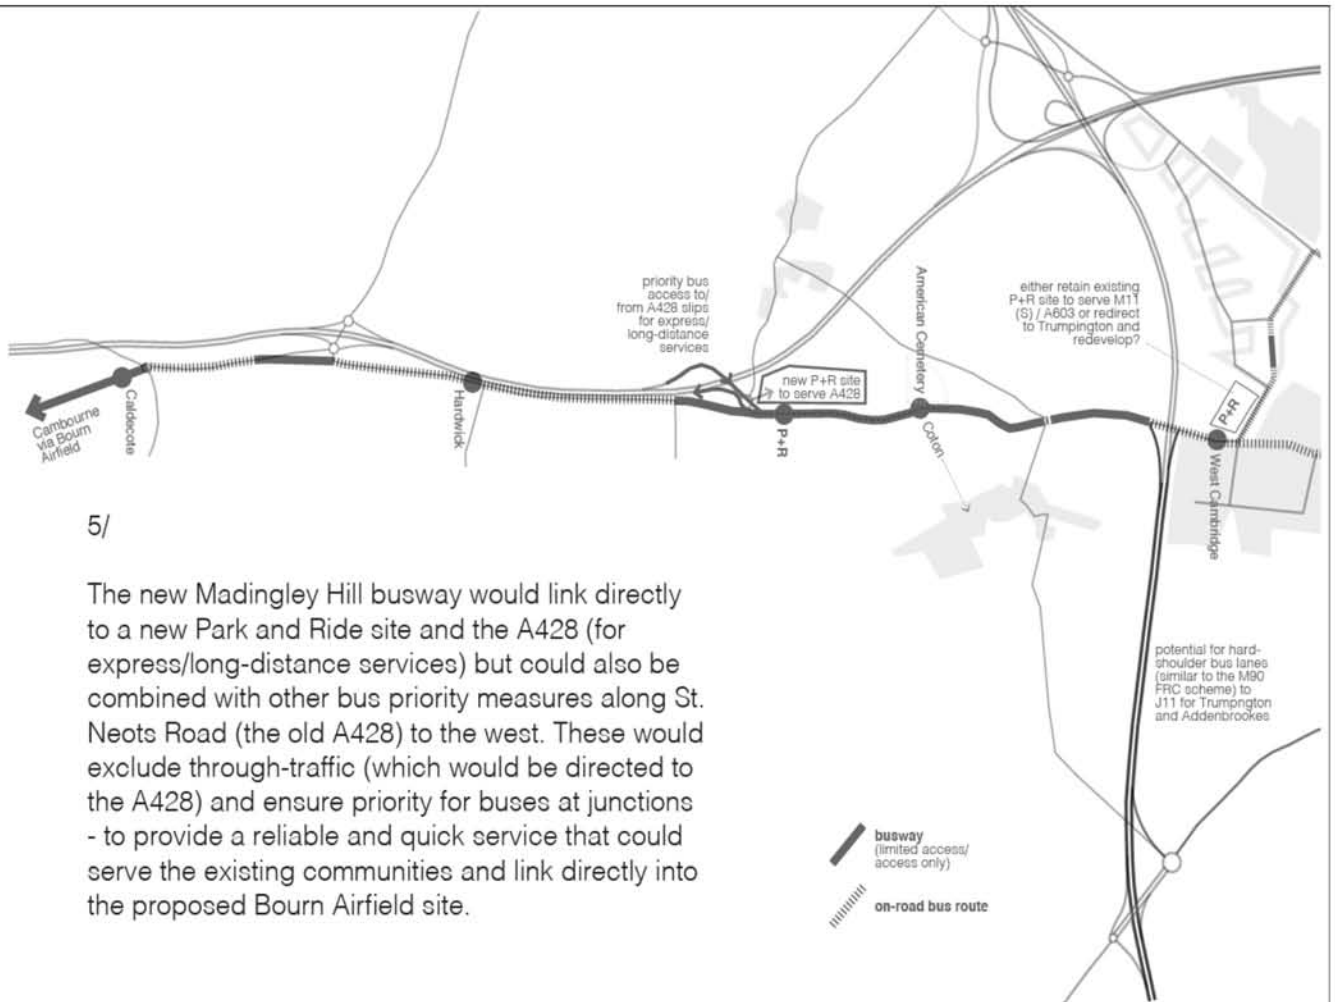 priority bus
access to/
from A428 slips
for express/
long-distance
services
American Cemetery
either retain existing
P+R site to serve M11
(S) / A603 or redirect
to Trumpington and
redevelop?
new P+R site
to serve A428
Cambourne
via Bourn
Airfield
Caldecote
Hardwick
P+R
Coton
P+R
West Cambridge
5/
The new Madingley Hill busway would link directly
to a new Park and Ride site and the A428 (for
express/long-distance services) but could also be
combined with other bus priority measures along St.
Neots Road (the old A428) to the west. These would
exclude through-traffic (which would be directed to
the A428) and ensure priority for buses at junctions
- to provide a reliable and quick service that could
serve the existing communities and link directly into
the proposed Bourn Airfield site.
potential for hard-
shoulder bus lanes
(similar to the M90
FRC scheme) to
J11 for Trumpngton
and Addenbrookes
busway
(limited access/
access only)
on-road bus route